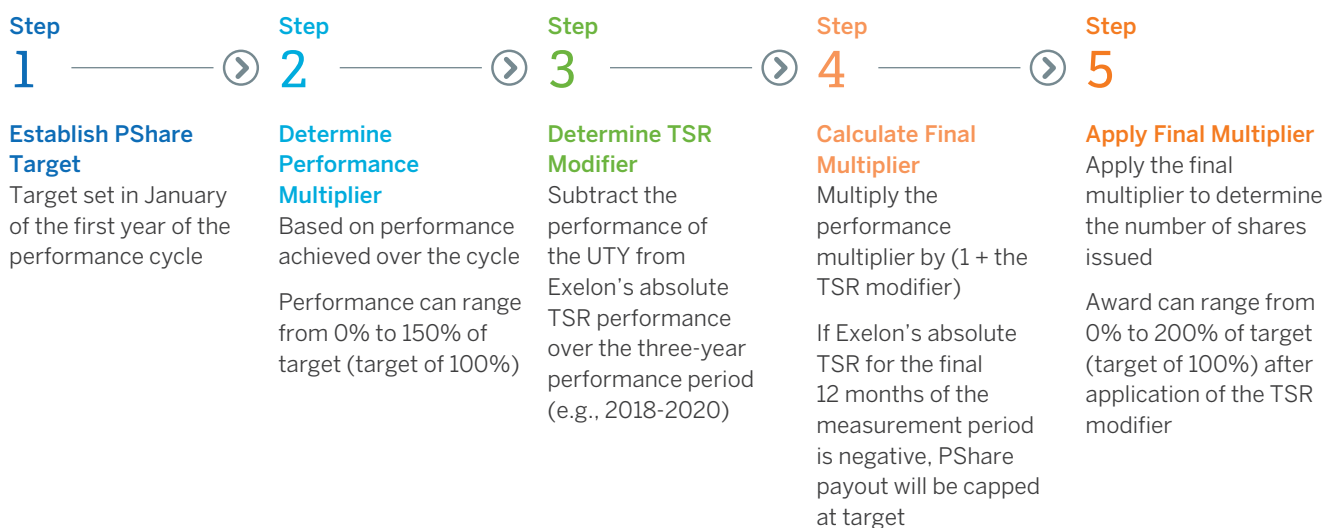 Step
1
Establish PShare
Target
Target set in January
of the first year of the
performance cycle
Step
2
Determine
Performance
Multiplier
Based on performance
achieved over the cycle
Performance can range
from 0% to 150% of
target (target of 100%)
Step
3
Determine TSR
Modifier
Subtract the
performance of
the UTY from
Exelon’s absolute
TSR performance
over the three-year
performance period
(e.g., 2018-2020)
Step
4
Calculate Final
Multiplier
Multiply the
performance
multiplier by (1 + the
TSR modifier)
If Exelon’s absolute
TSR for the final
12 months of the
measurement period
is negative, PShare
payout will be capped
at target
Step
5
Apply Final Multiplier
Apply the final
multiplier to determine
the number of shares
issued
Award can range from
0% to 200% of target
(target of 100%) after
application of the TSR
modifier